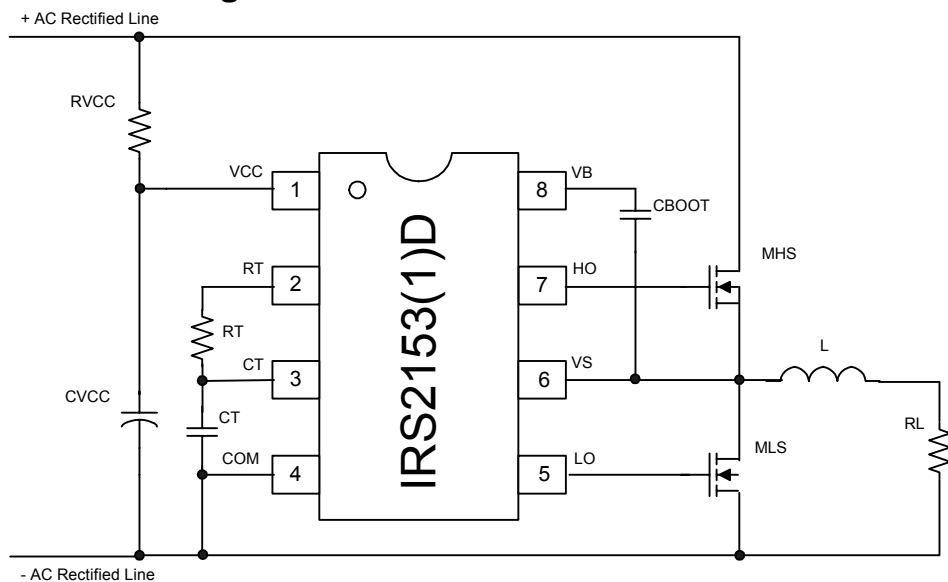 + AC Rectified Line
RVCC
VCC
1
8
VB
CBOOT
MHS
RT
2
7
HO
RT
IRS2153(1)D
L
CT
3
6
VS
CVCC
CT
RL
MLS
COM
4
5
LO
- AC Rectified Line